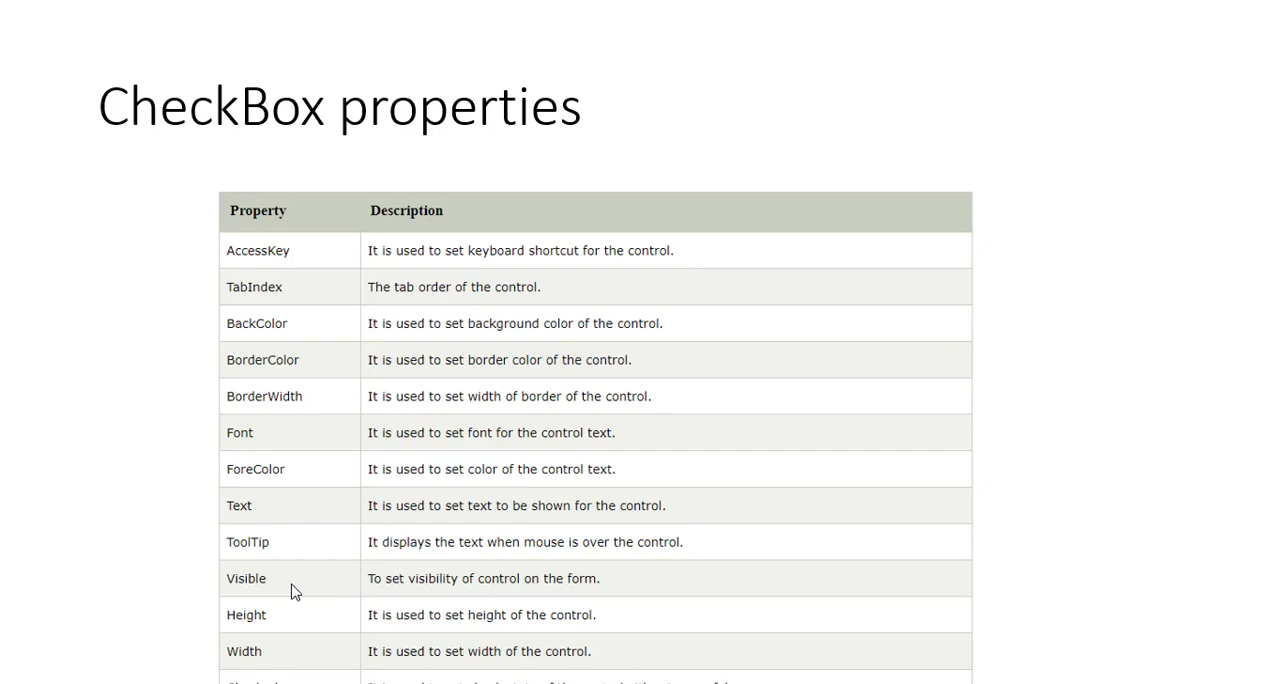 CheckBox properties
Property Description
AccessKey It is used to set keyboard shortcut for the control.
TabIndex The tab order of the control.
BackColor It is used to set background color of the control.
BorderColor It is used to set border color of the control.
BorderWidth It is used to set width of border of the control.
Font It is used to set font for the control text.
ForeColor It is used to set color of the control text.
Text It is used to set text to be shown for the control.
ToolTip It displays the text when mouse is over the control.
Visible To set visibility of control on the form.
Height It is used to set height of the control.
Width It is used to set width of the control.